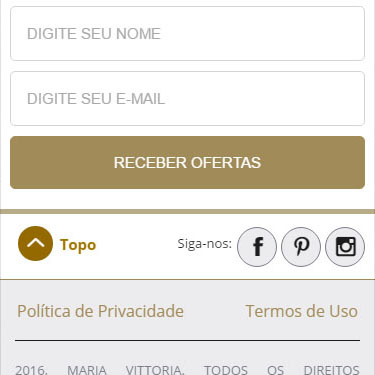 DIGITE SEU NOME
DIGITE SEU E-MAIL
RECEBER OFERTAS
Topo Siga-nos:
Política de Privacidade Termos de Uso
2016. MARIA VITTORIA. TODOS OS DIREITOS